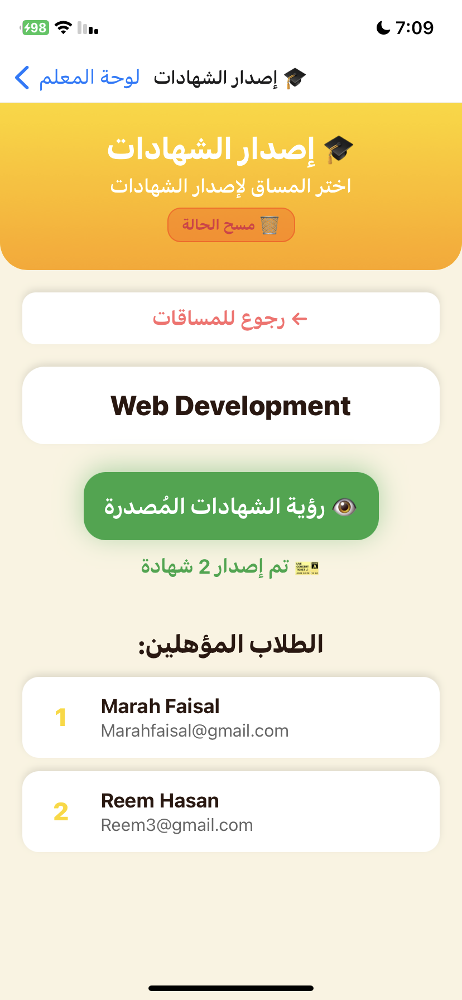 98
7:09
لوحة المعلم
🎓 إصدار الشهادات
🎓 إصدار الشهادات
اختر المساق لإصدار الشهادات
🗑️ مسح الحالة
← رجوع للمساقات
Web Development
👁️ رؤية الشهادات المُصدرة
🎫 تم إصدار 2 شهادة
الطلاب المؤهلين:
1
Marah Faisal
Marahfaisal@gmail.com
2
Reem Hasan
Reem3@gmail.com